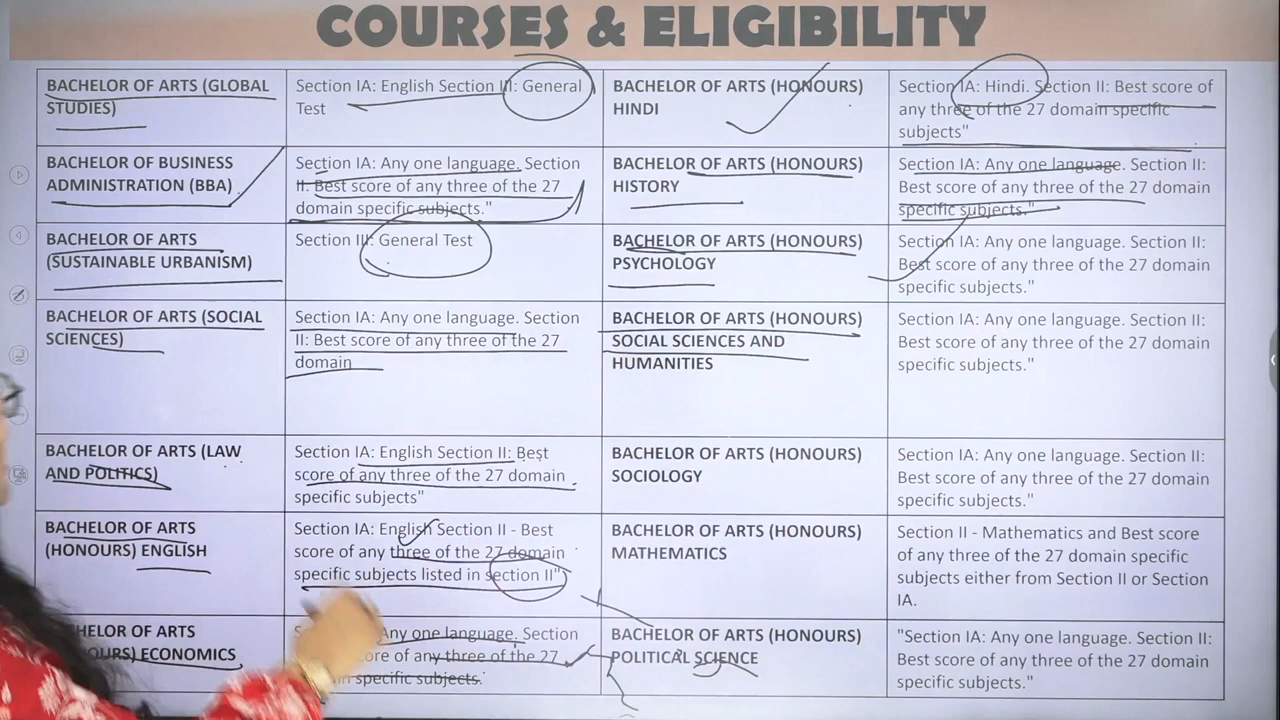 COURSES & ELIGIBILITY
BACHELOR OF ARTS (GLOBAL
STUDIES)
Section IA: English Section III: General
Test
BACHELOR OF ARTS (HONOURS)
HINDI
Section IA: Hindi. Section II: Best score of
any three of the 27 domain specific
subjects"
BACHELOR OF BUSINESS
ADMINISTRATION (BBA)
Section IA: Any one language. Section
II: Best score of any three of the 27
domain specific subjects."
BACHELOR OF ARTS (HONOURS)
HISTORY
Section IA: Any one language. Section II:
Best score of any three of the 27 domain
specific subjects."
BACHELOR OF ARTS
(SUSTAINABLE URBANISM)
Section III: General Test
BACHELOR OF ARTS (HONOURS)
PSYCHOLOGY
Section IA: Any one language. Section II:
Best score of any three of the 27 domain
specific subjects."
BACHELOR OF ARTS (SOCIAL
SCIENCES)
Section IA: Any one language. Section
II: Best score of any three of the 27
domain
BACHELOR OF ARTS (HONOURS)
SOCIAL SCIENCES AND
HUMANITIES
Section IA: Any one language. Section II:
Best score of any three of the 27 domain
specific subjects."
BACHELOR OF ARTS (LAW
AND POLITICS)
Section IA: English Section II: Best
score of any three of the 27 domain
specific subjects"
BACHELOR OF ARTS (HONOURS)
SOCIOLOGY
Section IA: Any one language. Section II:
Best score of any three of the 27 domain
specific subjects."
BACHELOR OF ARTS
(HONOURS) ENGLISH
Section IA: English Section II - Best
score of any three of the 27 domain
specific subjects listed in section II"
BACHELOR OF ARTS (HONOURS)
MATHEMATICS
Section II - Mathematics and Best score
of any three of the 27 domain specific
subjects either from Section II or Section
IA.
OF ARTS
ECONOMICS
Any one language. Section
of any three of the 27
specific subjects.
BACHELOR OF ARTS (HONOURS)
POLITICAL SCIENCE
"Section IA: Any one language. Section II:
Best score of any three of the 27 domain
specific subjects."